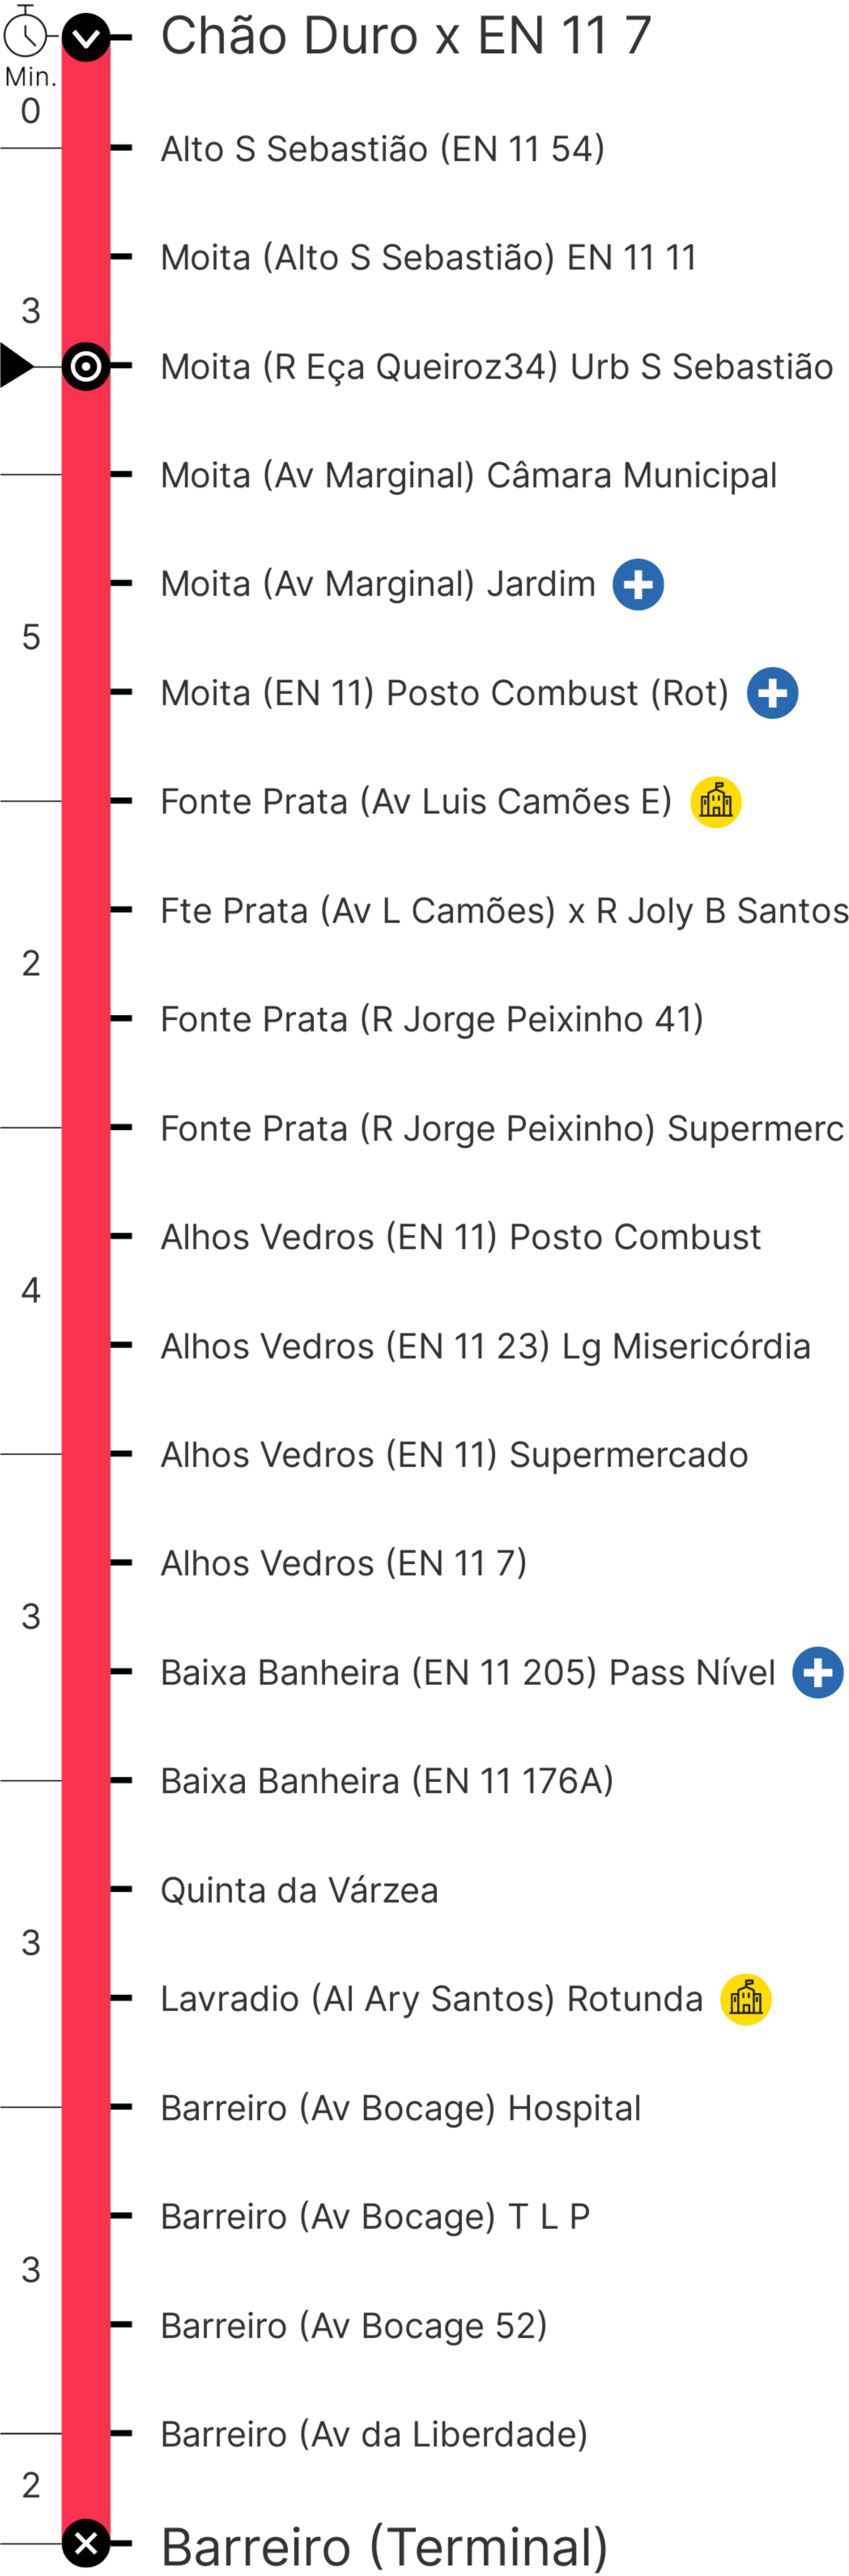 Chão Duro x EN 11 7
Min.
0
Alto S Sebastião (EN 11 54)
Moita (Alto S Sebastião) EN 11 11
3
Moita (R Eça Queiroz34) Urb S Sebastião
Moita (Av Marginal) Câmara Municipal
Moita (Av Marginal) Jardim
5
Moita (EN 11) Posto Combust (Rot)
Fonte Prata (Av Luis Camões E)
Fte Prata (Av L Camões) x R Joly B Santos
2
Fonte Prata (R Jorge Peixinho 41)
Fonte Prata (R Jorge Peixinho) Supermerc
Alhos Vedros (EN 11) Posto Combust
4
Alhos Vedros (EN 11 23) Lg Misericórdia
Alhos Vedros (EN 11) Supermercado
Alhos Vedros (EN 11 7)
3
Baixa Banheira (EN 11 205) Pass Nível
Baixa Banheira (EN 11 176A)
Quinta da Várzea
3
Lavradio (Al Ary Santos) Rotunda
Barreiro (Av Bocage) Hospital
Barreiro (Av Bocage) T L P
3
Barreiro (Av Bocage 52)
Barreiro (Av da Liberdade)
2
Barreiro (Terminal)